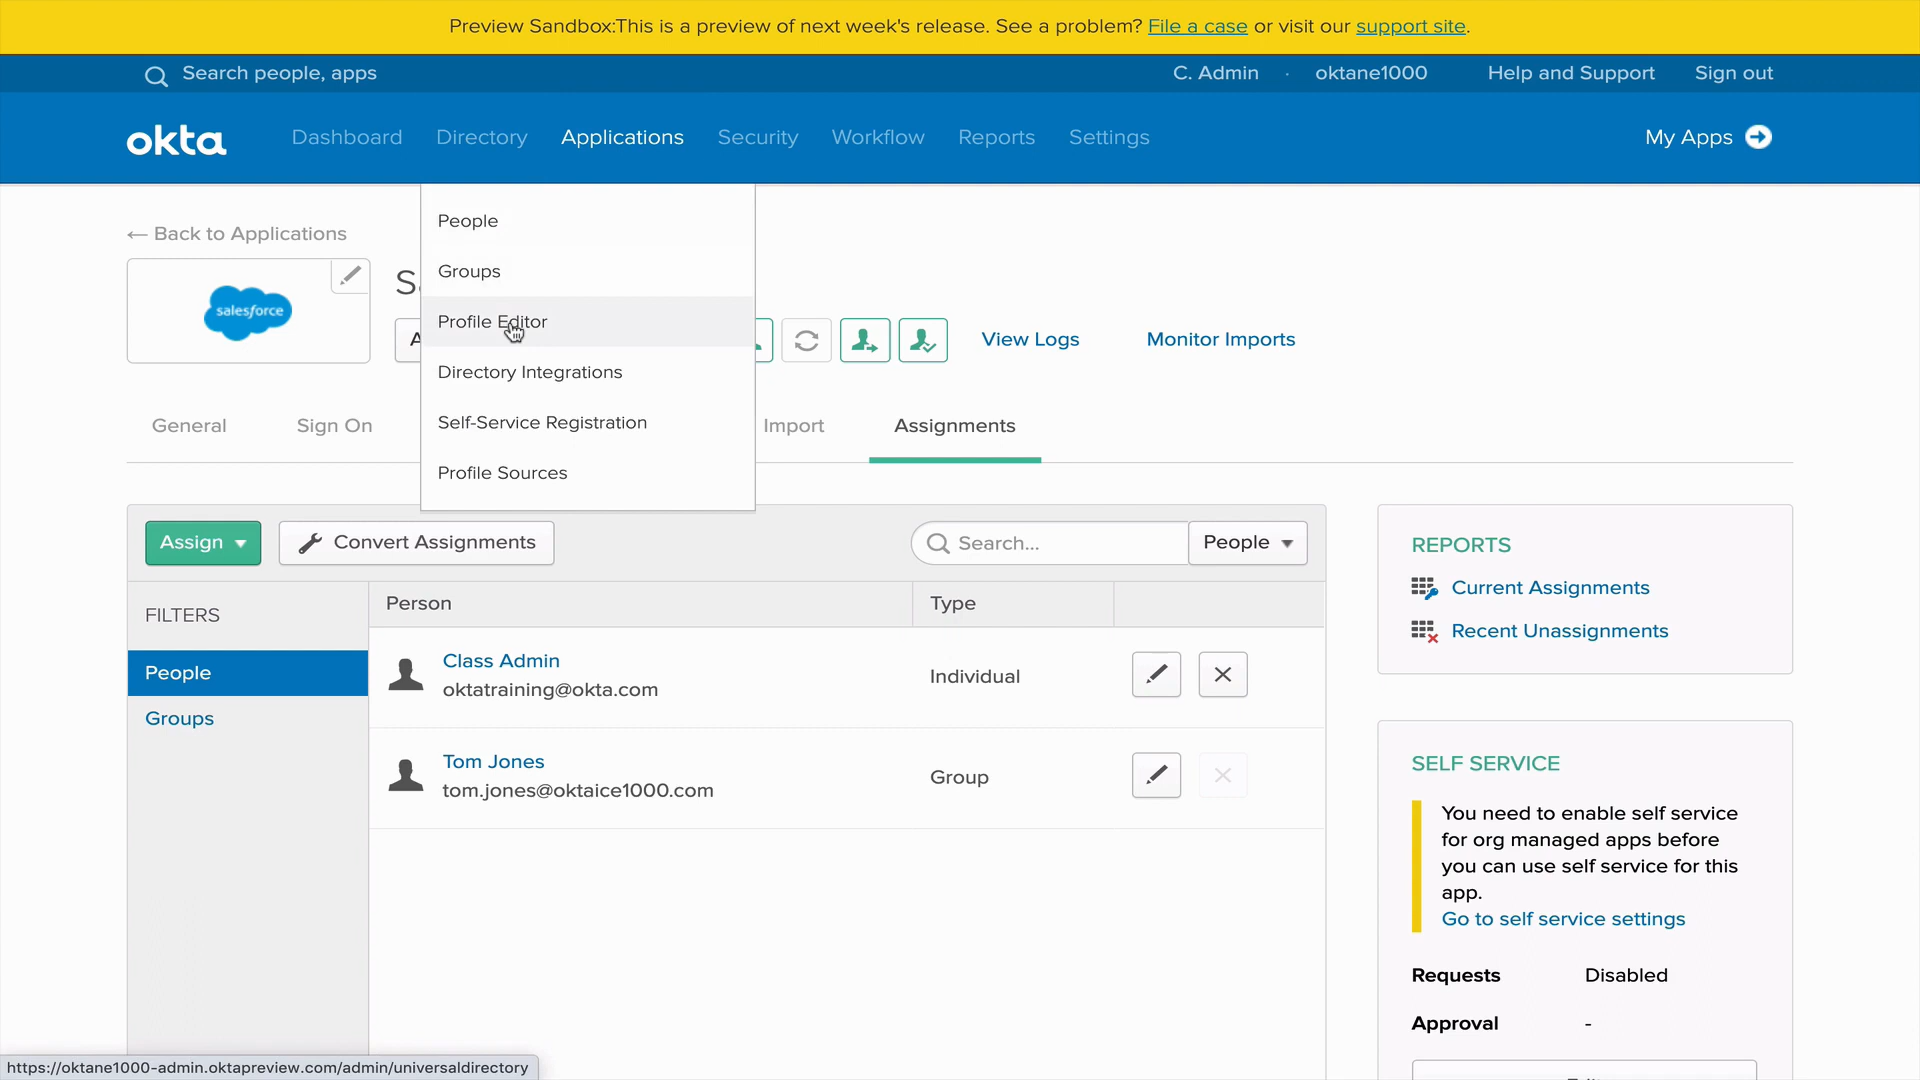 Preview Sandbox:This is a preview of next week's release. See a problem? File a case or visit our support site.
Search people, apps
C. Admin · oktane1000 Help and Support Sign out
okta Dashboard Directory Applications Security Workflow Reports Settings My Apps
People
← Back to Applications
Groups
salesforce
Profile Editor
View Logs Monitor Imports
Directory Integrations
General Sign On Import Assignments
Self-Service Registration
Profile Sources
Assign Convert Assignments Search... People
FILTERS
People
Groups
Person Type
Class Admin
oktatraining@okta.com
Individual
Tom Jones
tom.jones@oktaice1000.com
Group
REPORTS
Current Assignments
Recent Unassignments
SELF SERVICE
You need to enable self service
for org managed apps before
you can use self service for this
app.
Go to self service settings
Requests Disabled
Approval -
https://oktane1000-admin.oktapreview.com/admin/universaldirectory